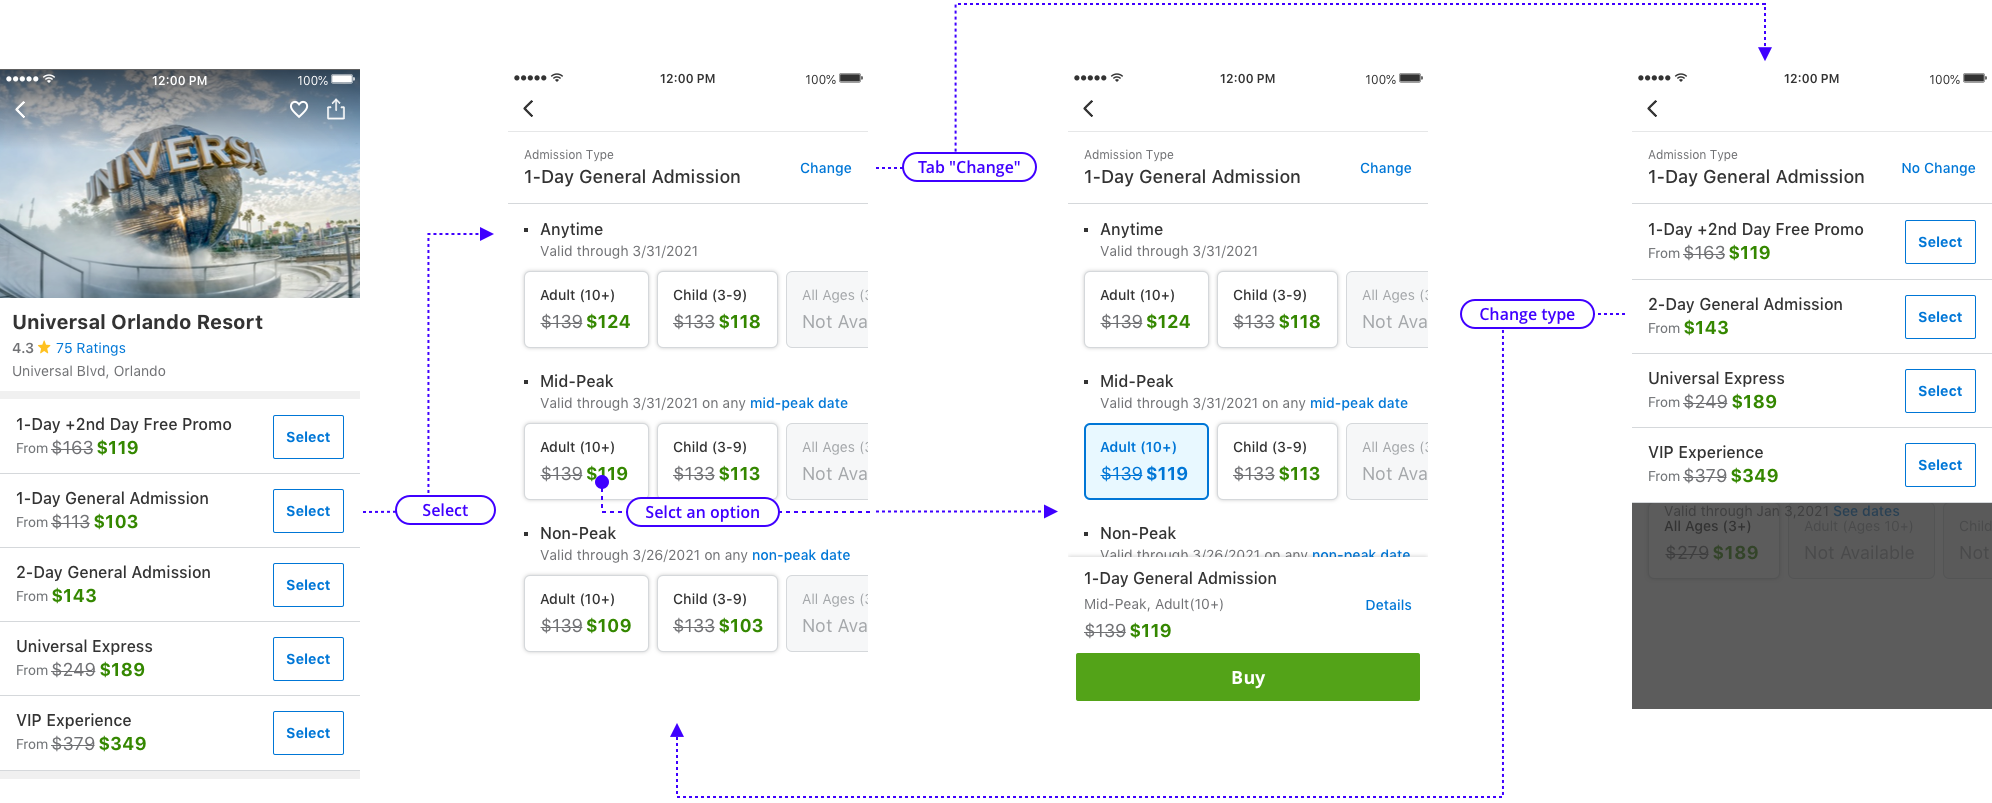 12:00 PM
100%
UNIVERSA
Universal Orlando Resort
4.3 75 Ratings
Universal Blvd, Orlando
1-Day +2nd Day Free Promo
From $163 $119
Select
1-Day General Admission
From $113 $103
Select
2-Day General Admission
From $143
Select
Universal Express
From $249 $189
Select
VIP Experience
From $379 $349
Select
Select
12:00 PM
100%
Admission Type
1-Day General Admission
Change
Anytime
Valid through 3/31/2021
Adult (10+)
$139 $124
Child (3-9)
$133 $118
All Ages (3
Not Ava
Mid-Peak
Valid through 3/31/2021 on any mid-peak date
Adult (10+)
$139 $119
Child (3-9)
$133 $113
All Ages (3
Not Ava
Selct an option
Non-Peak
Valid through 3/26/2021 on any non-peak date
Adult (10+)
$139 $109
Child (3-9)
$133 $103
All Ages (3
Not Ava
Tab "Change"
12:00 PM
100%
Admission Type
1-Day General Admission
Change
Anytime
Valid through 3/31/2021
Adult (10+)
$139 $124
Child (3-9)
$133 $118
All Ages (3
Not Ava
Mid-Peak
Valid through 3/31/2021 on any mid-peak date
Adult (10+)
$139 $119
Child (3-9)
$133 $113
All Ages (3
Not Ava
Non-Peak
Valid through 3/26/2021 on any non-peak date
1-Day General Admission
Mid-Peak, Adult(10+)
Details
$139 $119
Buy
Change type
12:00 PM
100%
Admission Type
1-Day General Admission
No Change
1-Day +2nd Day Free Promo
From $163 $119
Select
2-Day General Admission
From $143
Select
Universal Express
From $249 $189
Select
VIP Experience
From $379 $349
Select
Valid through Jan 3,2021 See dates
All Ages (3+)
$279 $189
Adult (Ages 10+)
Not Available
Child
Not